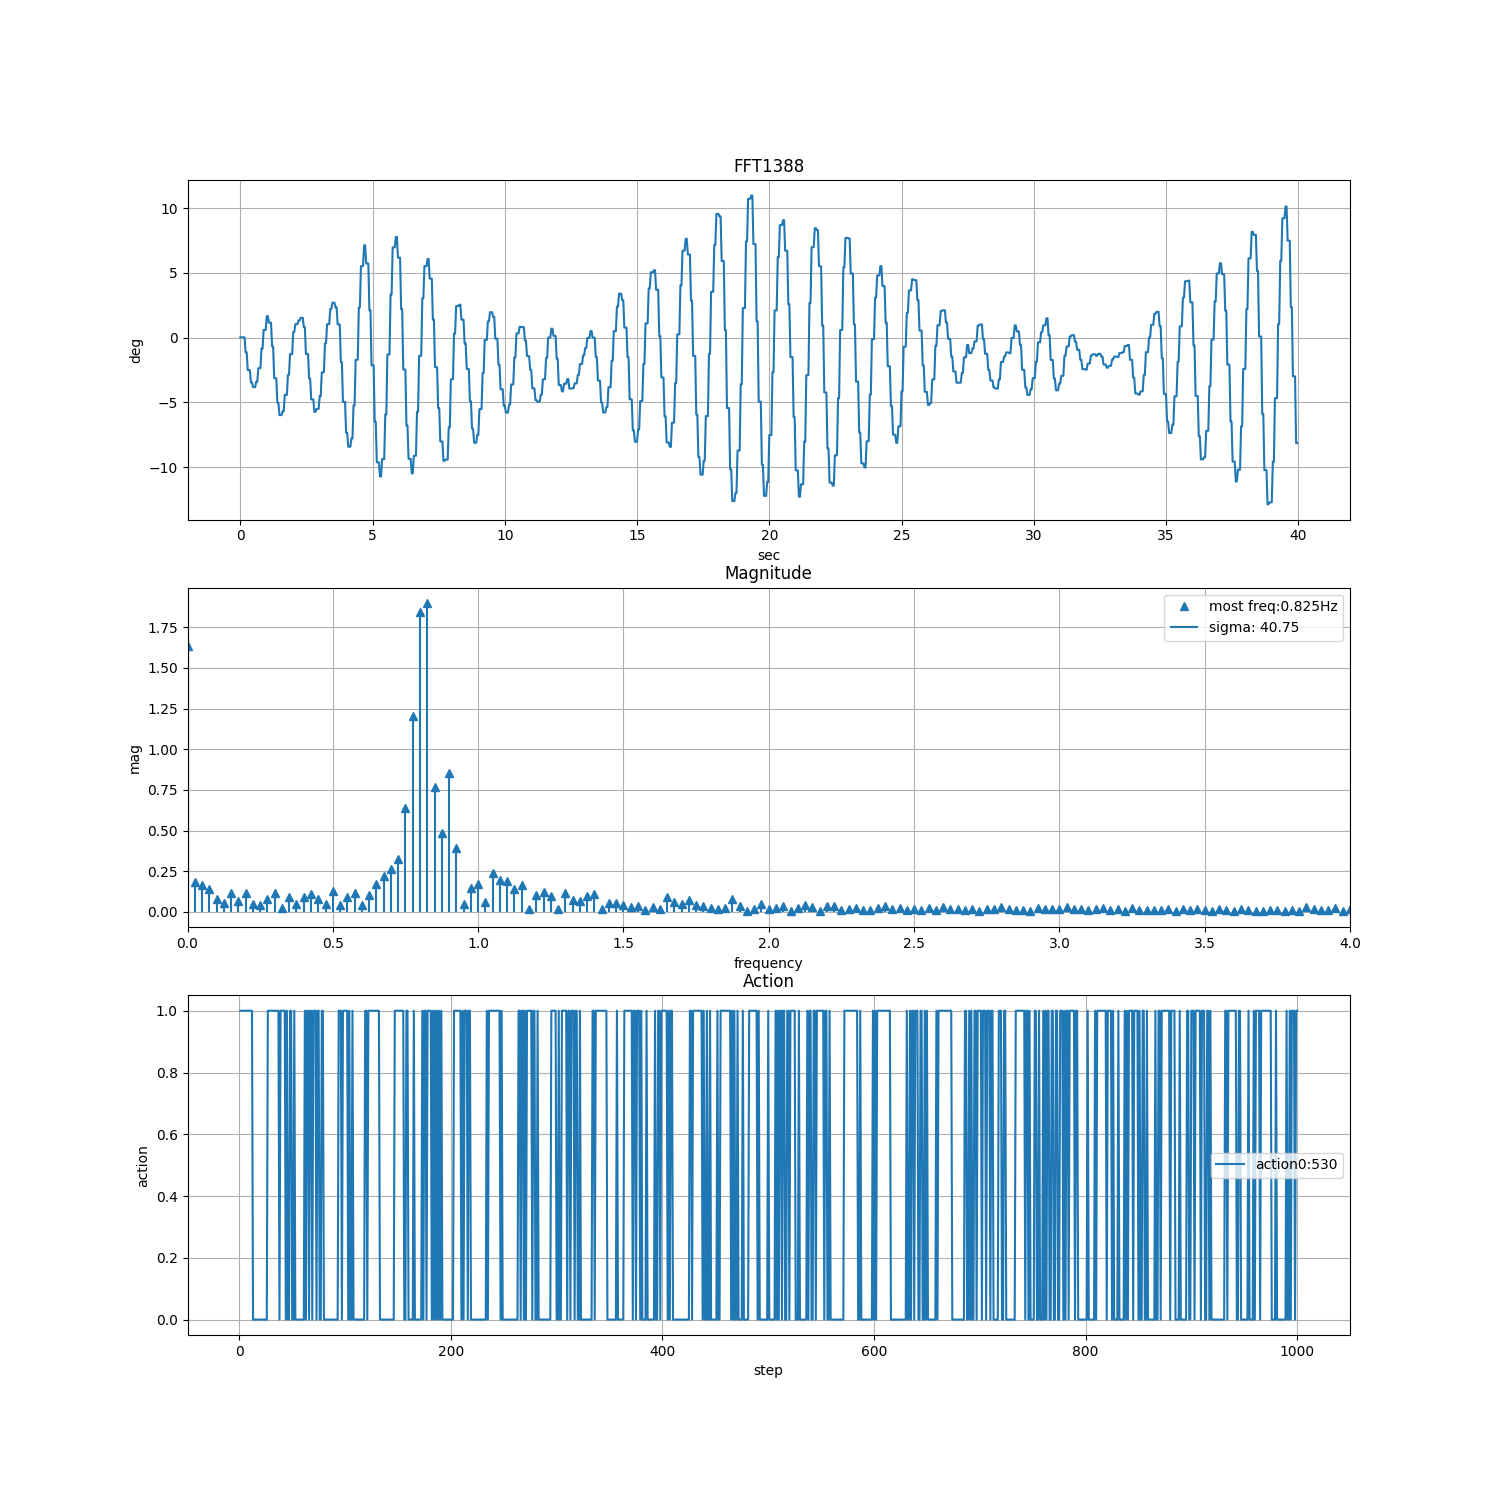 FFT1388
10
5
0
−5
−10
deg
0 5 10 15 20 25 30 35 40
sec
Magnitude
most freq:0.825Hz
sigma: 40.75
1.75
1.50
1.25
1.00
0.75
0.50
0.25
0.00
mag
0.0 0.5 1.0 1.5 2.0 2.5 3.0 3.5 4.0
frequency
Action
1.0
0.8
0.6
0.4
0.2
0.0
action
action0:530
0 200 400 600 800 1000
step